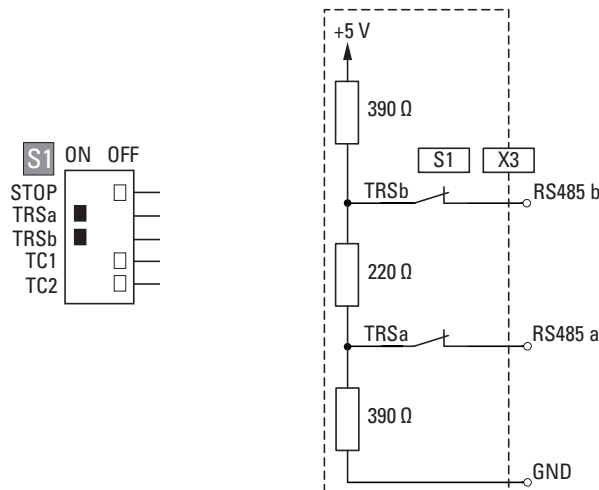 S1 ON OFF
STOP
TRSa
TRSb
TC1
TC2
+5 V
390 Ω
S1 X3
TRSb
RS485 b
220 Ω
TRSa
RS485 a
390 Ω
GND